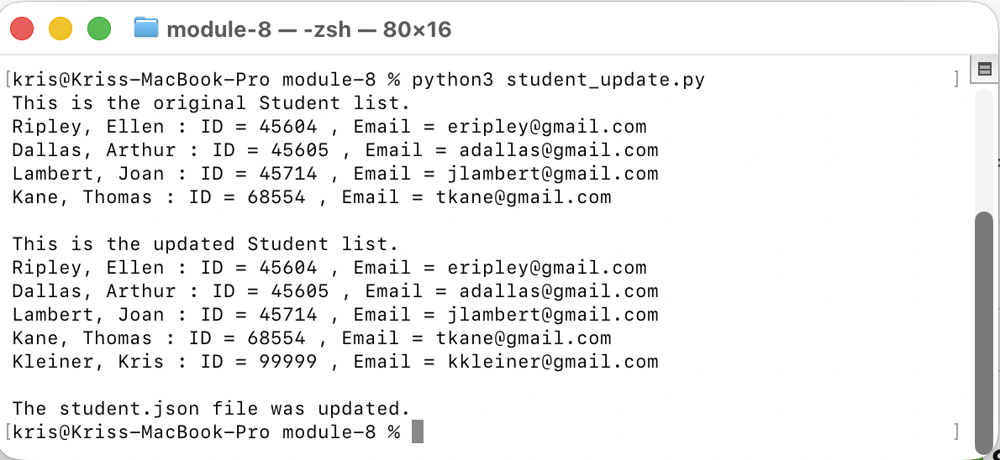 module-8 — -zsh — 80×16
[kris@Kriss-MacBook-Pro module-8 % python3 student_update.py ]
This is the original Student list.
Ripley, Ellen : ID = 45604 , Email = eripley@gmail.com
Dallas, Arthur : ID = 45605 , Email = adallas@gmail.com
Lambert, Joan : ID = 45714 , Email = jlambert@gmail.com
Kane, Thomas : ID = 68554 , Email = tkane@gmail.com
This is the updated Student list.
Ripley, Ellen : ID = 45604 , Email = eripley@gmail.com
Dallas, Arthur : ID = 45605 , Email = adallas@gmail.com
Lambert, Joan : ID = 45714 , Email = jlambert@gmail.com
Kane, Thomas : ID = 68554 , Email = tkane@gmail.com
Kleiner, Kris : ID = 99999 , Email = kkleiner@gmail.com
The student.json file was updated.
[kris@Kriss-MacBook-Pro module-8 % ]